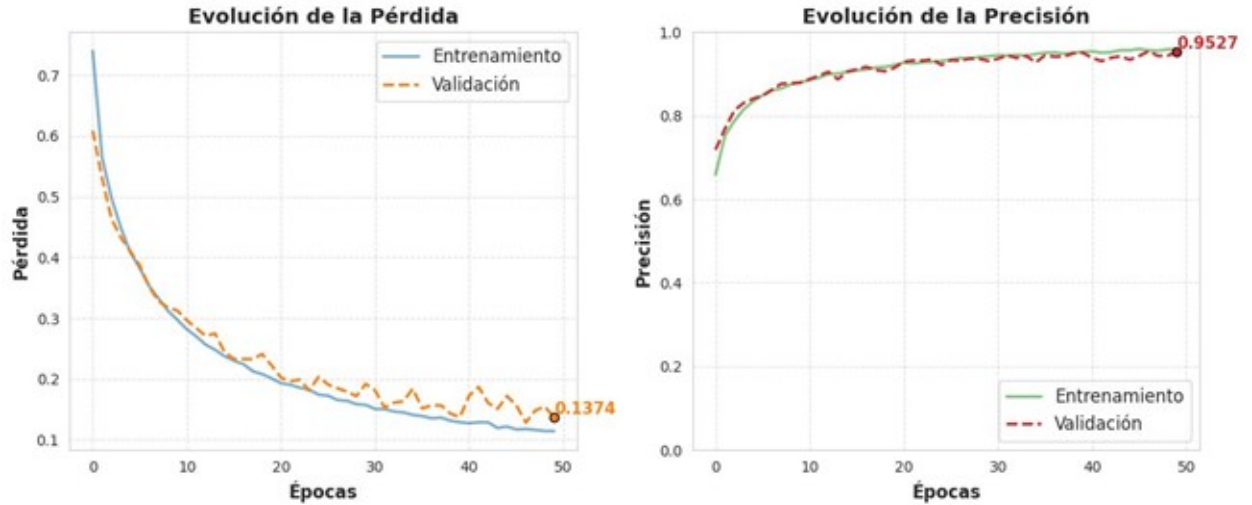 Evolución de la Pérdida
Entrenamiento
Validación
0.7
0.6
0.5
0.4
0.3
0.2
0.1
0.1374
0
10
20
30
40
50
Pérdida
Épocas
Evolución de la Precisión
1.0
0.9527
0.8
0.6
0.4
0.2
0.0
Entrenamiento
Validación
0
10
20
30
40
50
Precisión
Épocas